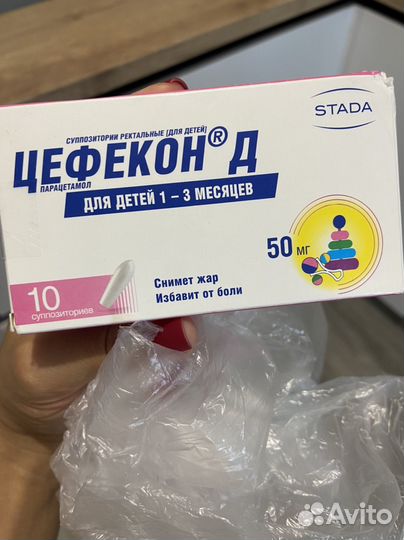 STADA
СУППОЗИТОРИИ РЕКТАЛЬНЫЕ [ДЛЯ ДЕТЕЙ]
ЦЕФЕКОН® Д
ПАРАЦЕТАМОЛ
ДЛЯ ДЕТЕЙ 1 – 3 МЕСЯЦЕВ
50 мг
10
суппозиториев
Снимет жар
Избавит от боли
Avito